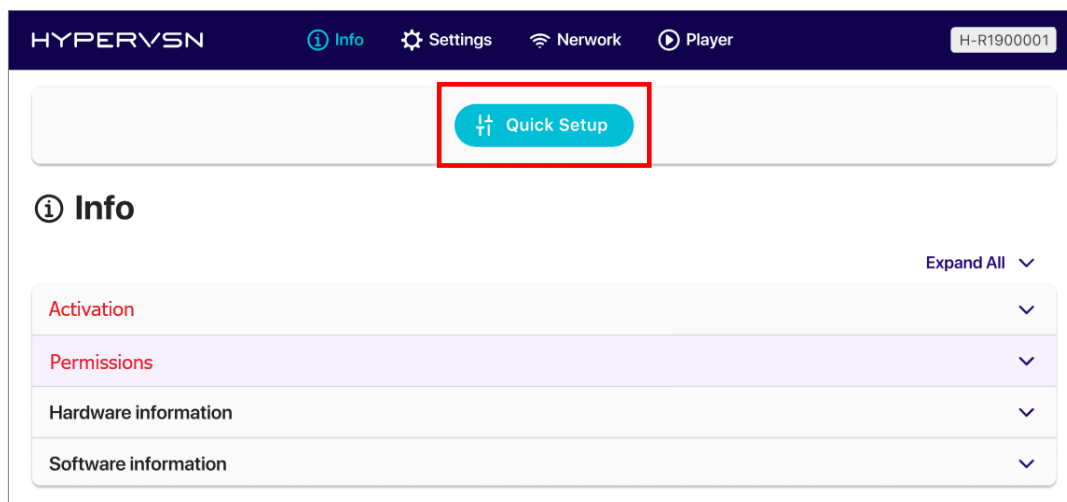 HYPERVSN Info Settings Nerwork Player H-R1900001
Quick Setup
Info
Expand All
Activation
Permissions
Hardware information
Software information